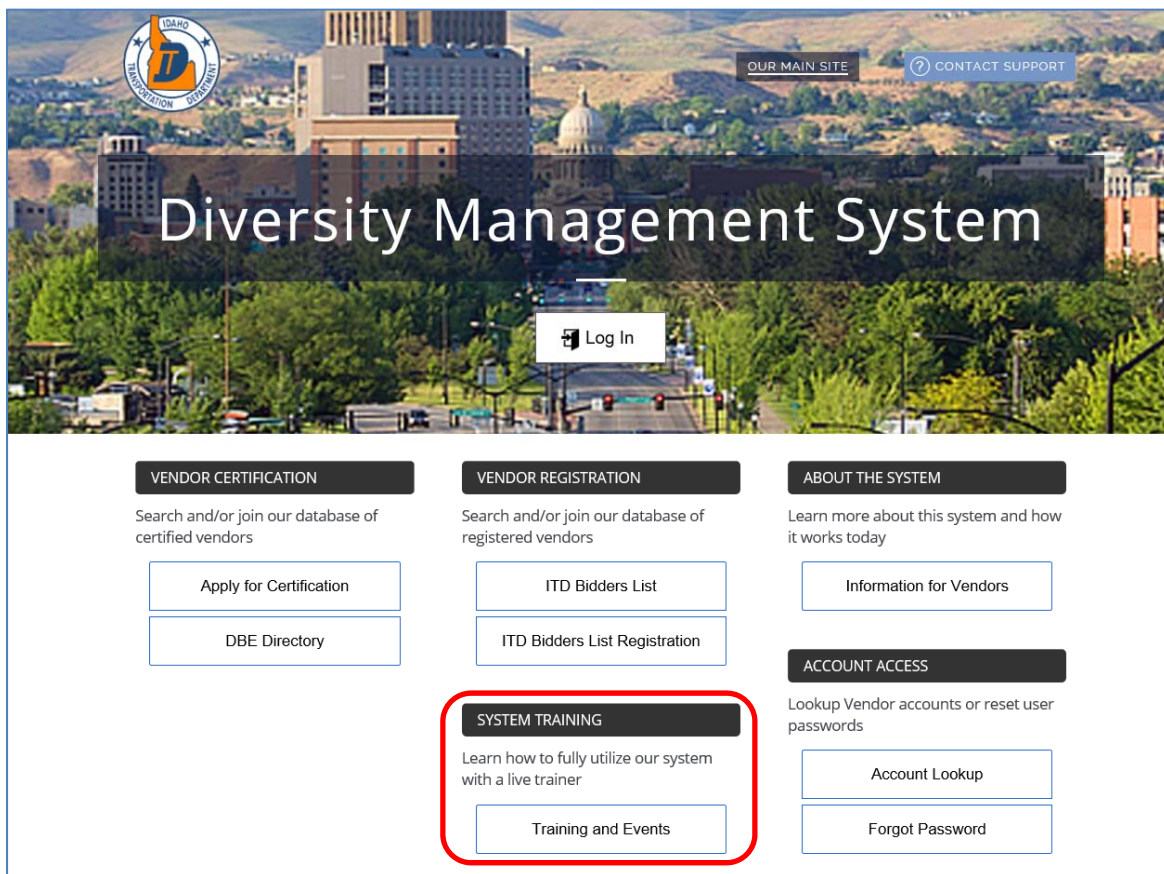 IDAHO
TRANSPORTATION DEPARTMENT
OUR MAIN SITE
? CONTACT SUPPORT
Diversity Management System
Log In
VENDOR CERTIFICATION
Search and/or join our database of
certified vendors
Apply for Certification
DBE Directory
VENDOR REGISTRATION
Search and/or join our database of
registered vendors
ITD Bidders List
ITD Bidders List Registration
SYSTEM TRAINING
Learn how to fully utilize our system
with a live trainer
Training and Events
ABOUT THE SYSTEM
Learn more about this system and how
it works today
Information for Vendors
ACCOUNT ACCESS
Lookup Vendor accounts or reset user
passwords
Account Lookup
Forgot Password